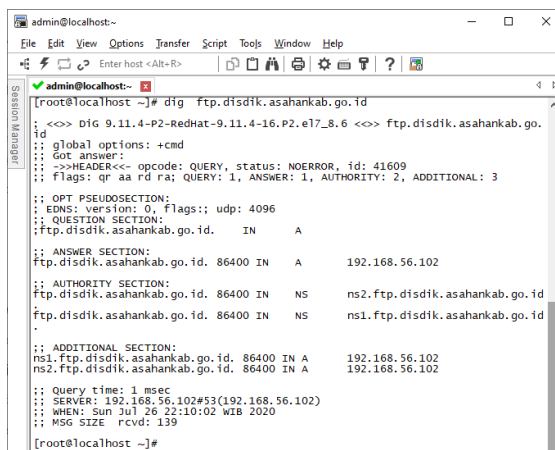 admin@localhost:~
File Edit View Options Transfer Script Tools Window Help
Enter host <Alt+R>
admin@localhost:~
Session Manager
[root@localhost ~]# dig  ftp.disdik.asahankab.go.id
; <<>> DiG 9.11.4-P2-RedHat-9.11.4-16.P2.el7_8.6 <<>> ftp.disdik.asahankab.go.
id
;; global options: +cmd
;; Got answer:
;; ->>HEADER<<- opcode: QUERY, status: NOERROR, id: 41609
;; flags: qr aa rd ra; QUERY: 1, ANSWER: 1, AUTHORITY: 2, ADDITIONAL: 3
;; OPT PSEUDOSECTION:
; EDNS: version: 0, flags:; udp: 4096
;; QUESTION SECTION:
;ftp.disdik.asahankab.go.id.    IN      A
;; ANSWER SECTION:
ftp.disdik.asahankab.go.id. 86400 IN    A       192.168.56.102
;; AUTHORITY SECTION:
ftp.disdik.asahankab.go.id. 86400 IN    NS      ns2.ftp.disdik.asahankab.go.id
.
ftp.disdik.asahankab.go.id. 86400 IN    NS      ns1.ftp.disdik.asahankab.go.id
.
;; ADDITIONAL SECTION:
ns1.ftp.disdik.asahankab.go.id. 86400 IN A      192.168.56.102
ns2.ftp.disdik.asahankab.go.id. 86400 IN A      192.168.56.102
;; Query time: 1 msec
;; SERVER: 192.168.56.102#53(192.168.56.102)
;; WHEN: Sun Jul 26 22:10:02 WIB 2020
;; MSG SIZE  rcvd: 139
[root@localhost ~]#